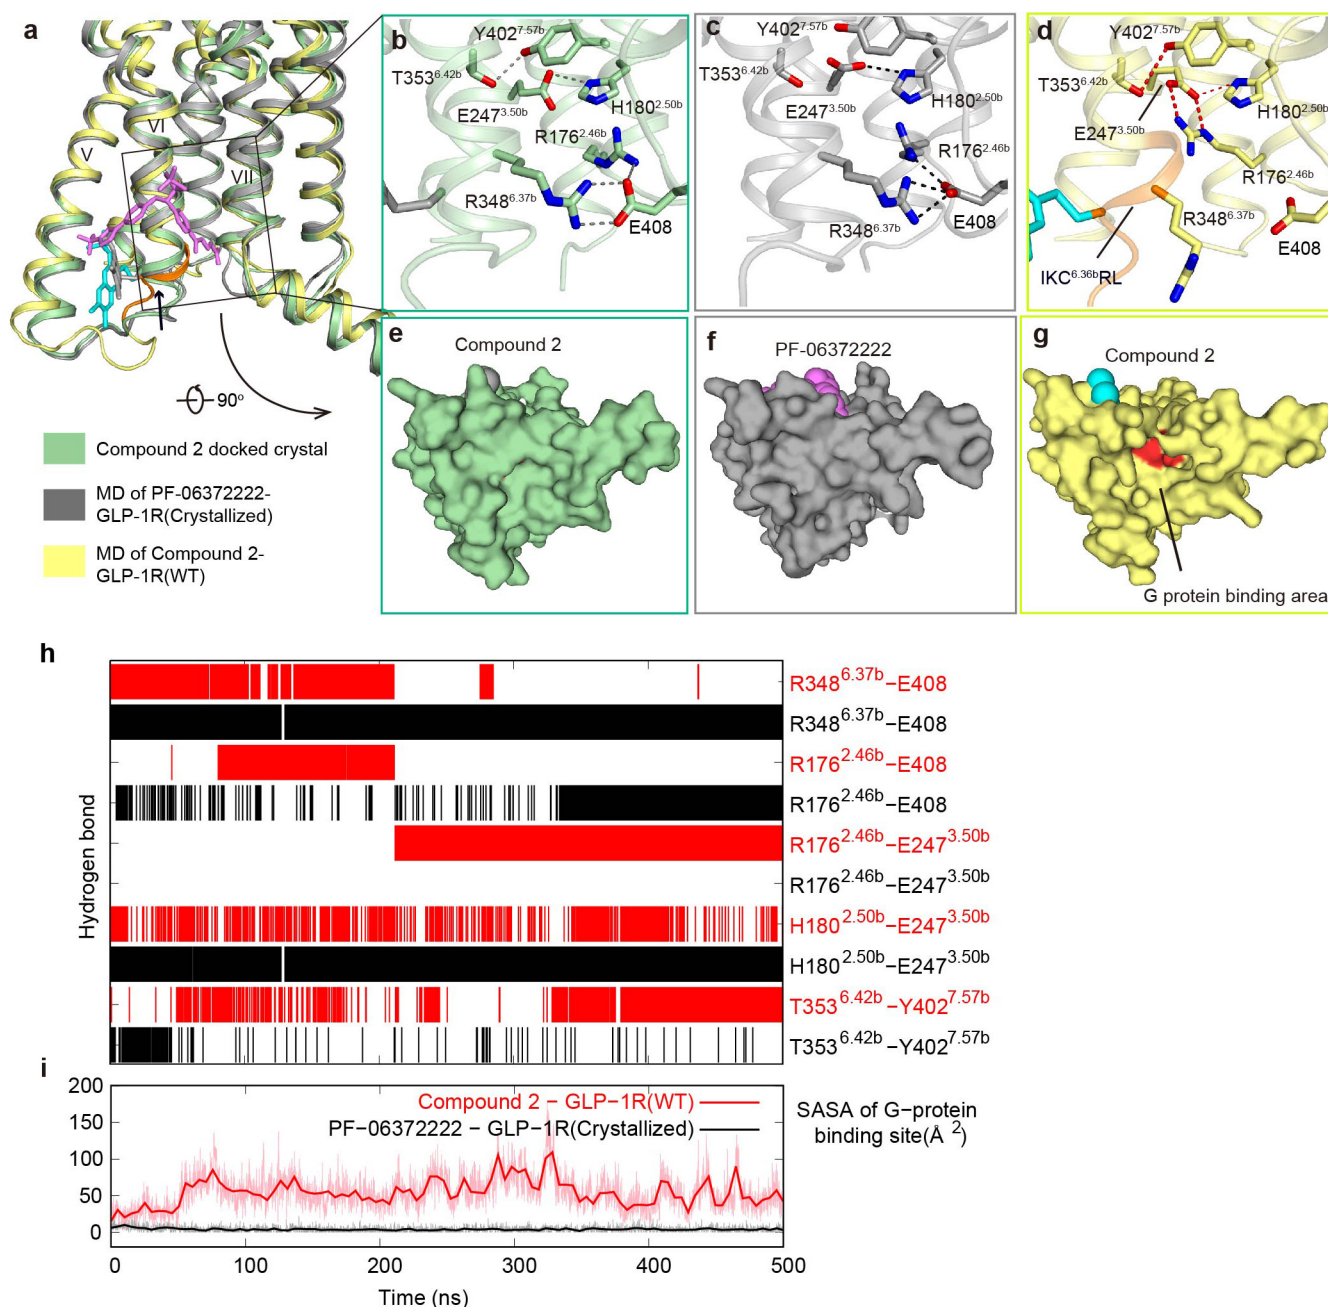 a
V
VI
VII
90°
Compound 2 docked crystal
MD of PF-06372222-
GLP-1R(Crystallized)
MD of Compound 2-
GLP-1R(WT)
b
Y402^7.57b
T353^6.42b
E247^3.50b
H180^2.50b
R176^2.46b
R348^6.37b
E408
c
Y402^7.57b
T353^6.42b
E247^3.50b
H180^2.50b
R176^2.46b
R348^6.37b
E408
d
Y402^7.57b
T353^6.42b
H180^2.50b
E247^3.50b
R176^2.46b
R348^6.37b
E408
IKC^6.36bRL
e
Compound 2
f
PF-06372222
g
Compound 2
G protein binding area
h
Hydrogen bond
R348^6.37b−E408
R348^6.37b−E408
R176^2.46b−E408
R176^2.46b−E408
R176^2.46b−E247^3.50b
R176^2.46b−E247^3.50b
H180^2.50b−E247^3.50b
H180^2.50b−E247^3.50b
T353^6.42b−Y402^7.57b
T353^6.42b−Y402^7.57b
i
200
150
100
50
0
Compound 2 − GLP−1R(WT)
PF−06372222 − GLP−1R(Crystallized)
SASA of G−protein
binding site(Å ^2)
0 100 200 300 400 500
Time (ns)